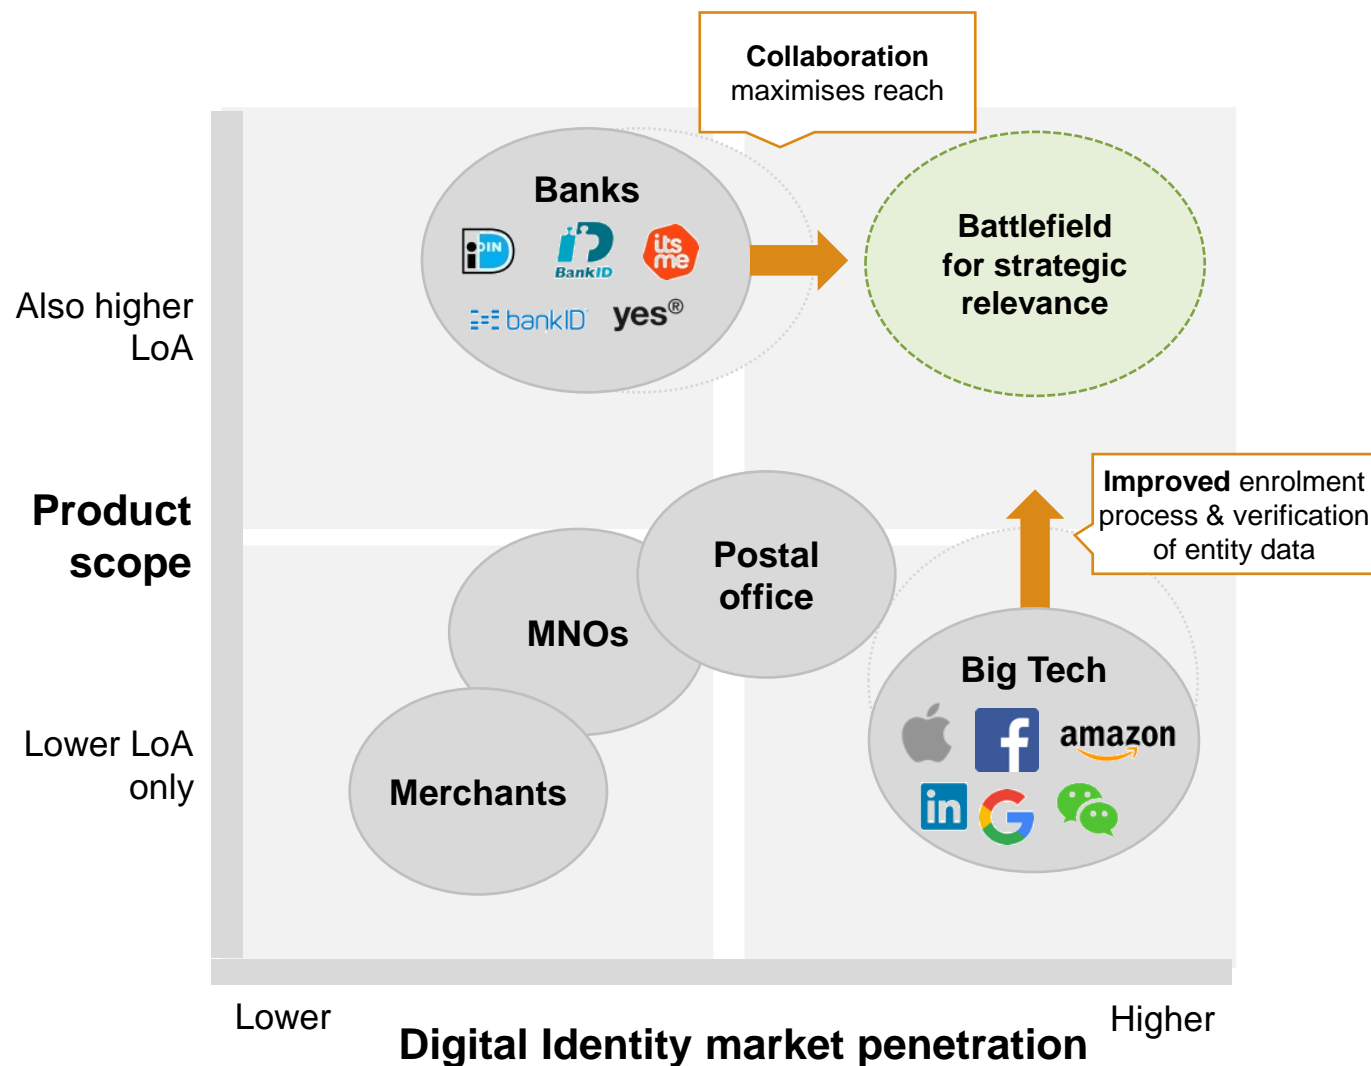 Collaboration
maximises reach
Banks
iDIN
BankID
itsme
bankID
yes®
Battlefield
for strategic
relevance
Also higher
LoA
Product
scope
Improved enrolment
process & verification
of entity data
Postal
office
MNOs
Big Tech
f
amazon
in
G
Merchants
Lower LoA
only
Lower
Higher
Digital Identity market penetration